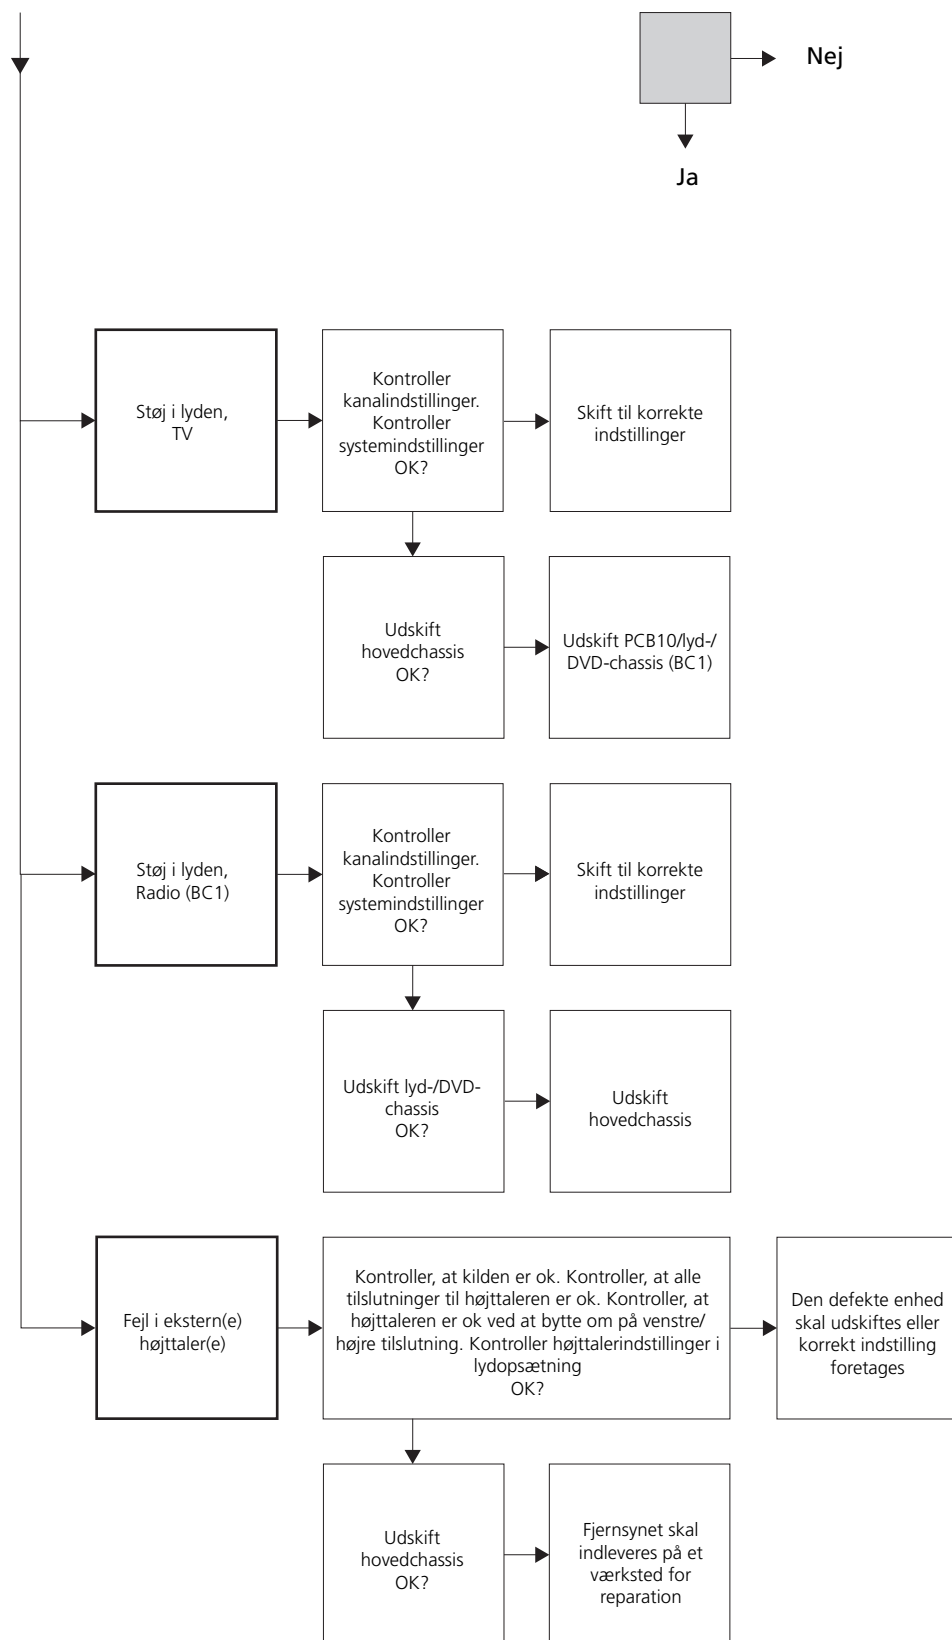 Nej
Ja
Støj i lyden,
TV
Kontroller
kanalindstillinger.
Kontroller
systemindstillinger
OK?
Skift til korrekte
indstillinger
Udskift
hovedchassis
OK?
Udskift PCB10/lyd-/
DVD-chassis (BC1)
Støj i lyden,
Radio (BC1)
Kontroller
kanalindstillinger.
Kontroller
systemindstillinger
OK?
Skift til korrekte
indstillinger
Udskift lyd-/DVD-
chassis
OK?
Udskift
hovedchassis
Fejl i ekstern(e)
højttaler(e)
Kontroller, at kilden er ok. Kontroller, at alle
tilslutninger til højttaleren er ok. Kontroller, at
højttaleren er ok ved at bytte om på venstre/
højre tilslutning. Kontroller højttalerindstillinger i
lydopsætning
OK?
Den defekte enhed
skal udskiftes eller
korrekt indstilling
foretages
Udskift
hovedchassis
OK?
Fjernsynet skal
indleveres på et
værksted for
reparation